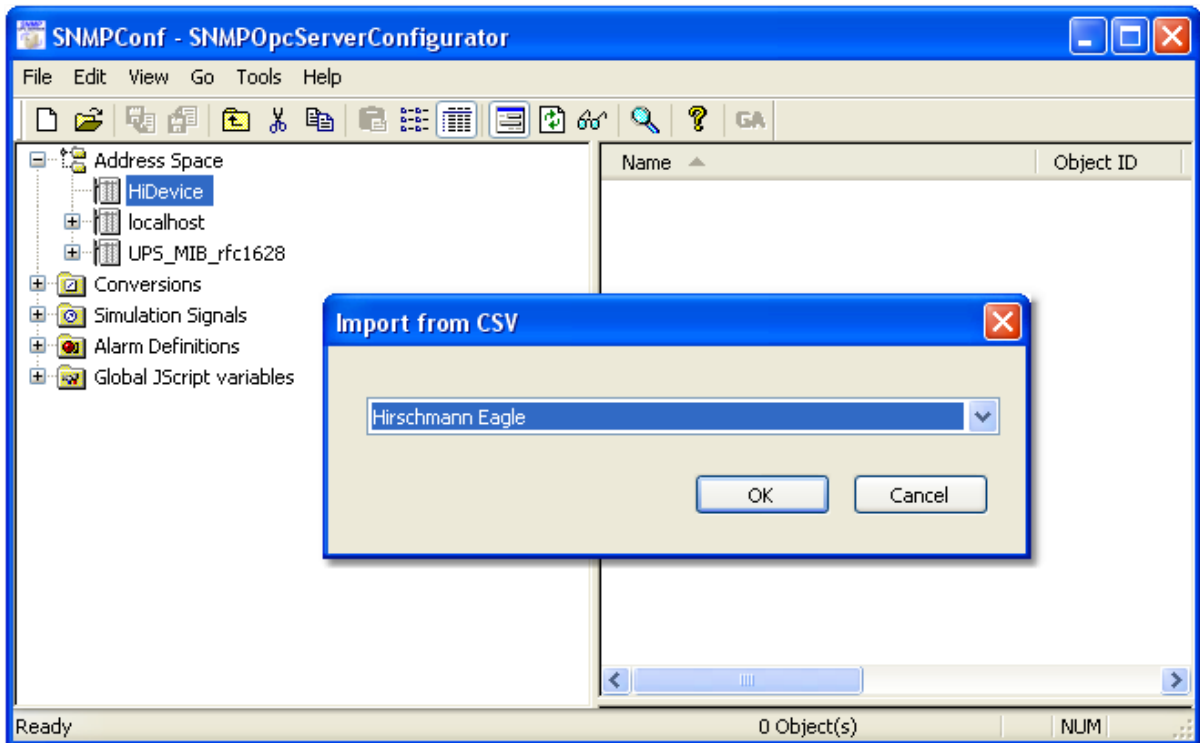 SNMPConf - SNMPOpcServerConfigurator
File Edit View Go Tools Help
GA
Address Space
HiDevice
localhost
UPS_MIB_rfc1628
Conversions
Simulation Signals
Alarm Definitions
Global JScript variables
Name Object ID
Import from CSV
Hirschmann Eagle
OK Cancel
Ready 0 Object(s) NUM